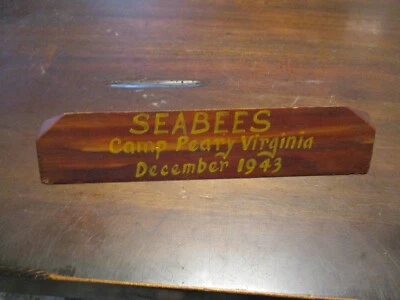 SEABEES
Camp Peary Virginia
December 1943